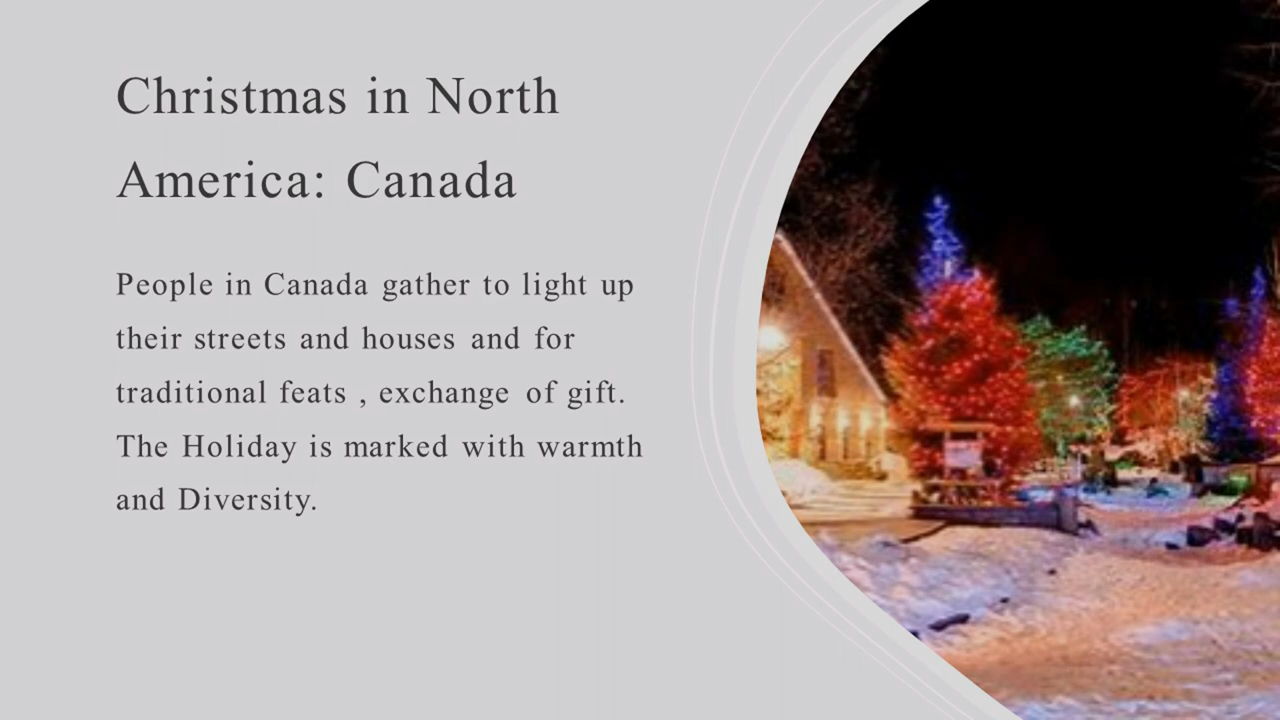 Christmas in North
America: Canada
People in Canada gather to light up
their streets and houses and for
traditional feats , exchange of gift.
The Holiday is marked with warmth
and Diversity.